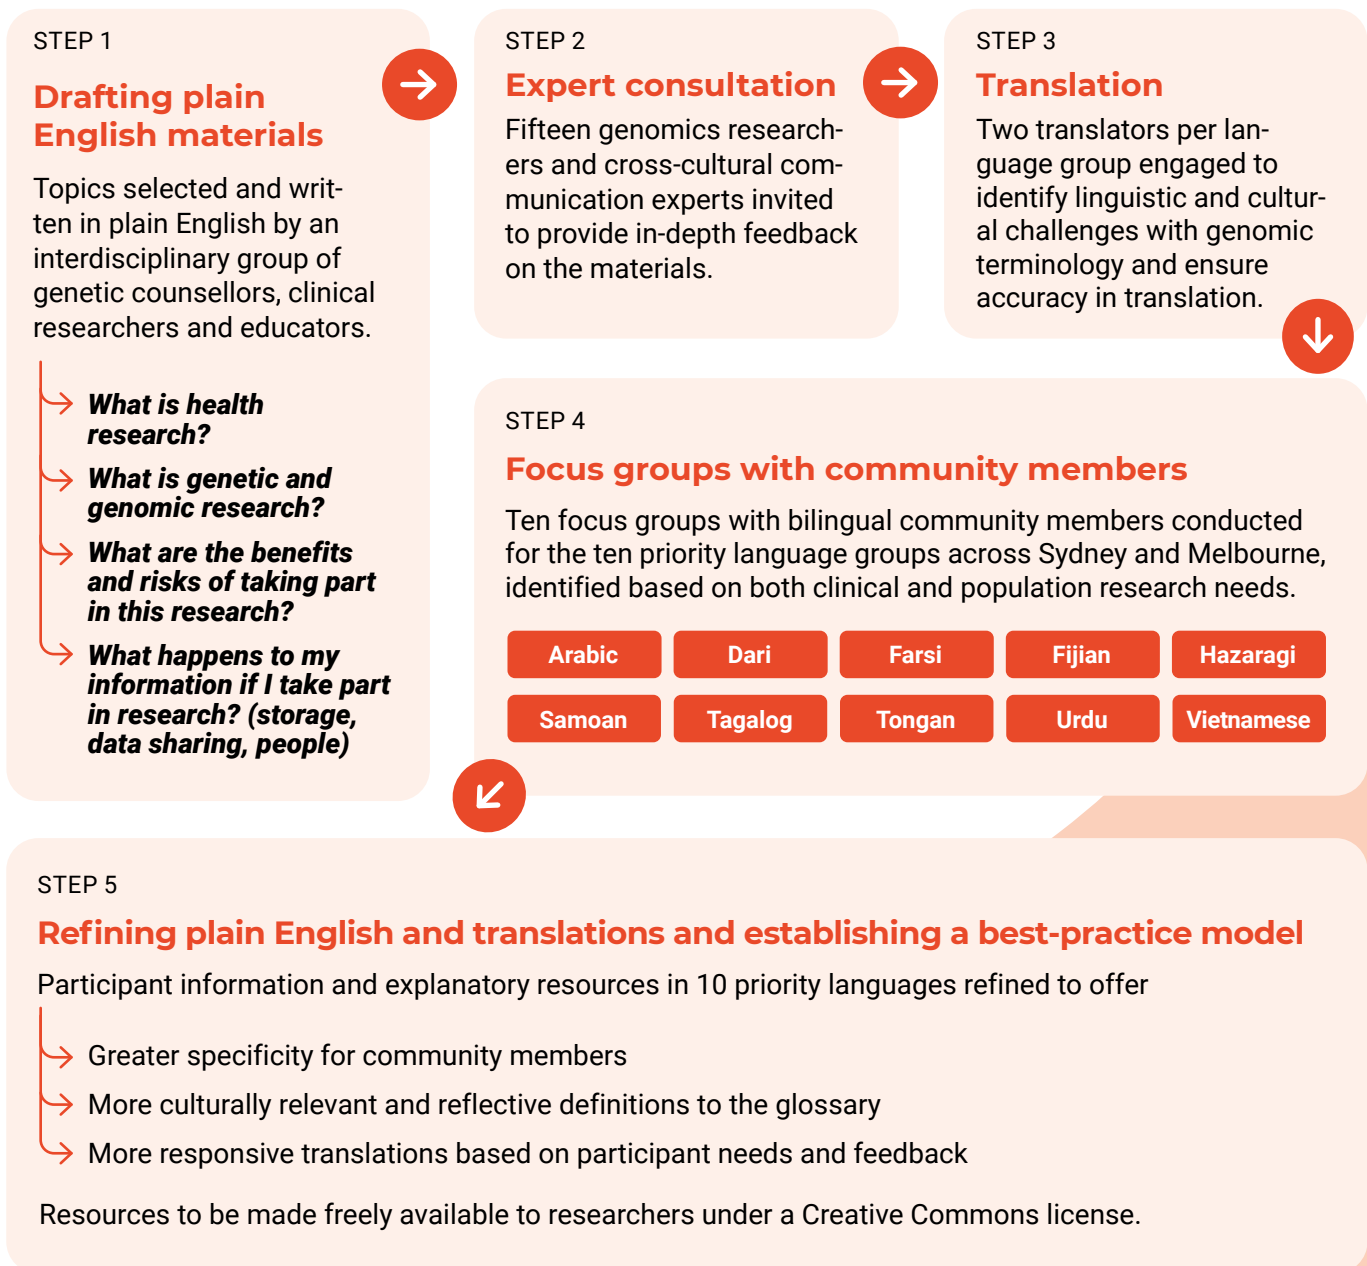 STEP 1
Drafting plain
English materials
Topics selected and writ-
ten in plain English by an
interdisciplinary group of
genetic counsellors, clinical
researchers and educators.
What is health
research?
What is genetic and
genomic research?
What are the benefits
and risks of taking part
in this research?
What happens to my
information if I take part
in research? (storage,
data sharing, people)
STEP 2
Expert consultation
Fifteen genomics research-
ers and cross-cultural com-
munication experts invited
to provide in-depth feedback
on the materials.
STEP 3
Translation
Two translators per lan-
guage group engaged to
identify linguistic and cultur-
al challenges with genomic
terminology and ensure
accuracy in translation.
STEP 4
Focus groups with community members
Ten focus groups with bilingual community members conducted
for the ten priority language groups across Sydney and Melbourne,
identified based on both clinical and population research needs.
Arabic Dari Farsi Fijian Hazaragi
Samoan Tagalog Tongan Urdu Vietnamese
STEP 5
Refining plain English and translations and establishing a best-practice model
Participant information and explanatory resources in 10 priority languages refined to offer
Greater specificity for community members
More culturally relevant and reflective definitions to the glossary
More responsive translations based on participant needs and feedback
Resources to be made freely available to researchers under a Creative Commons license.